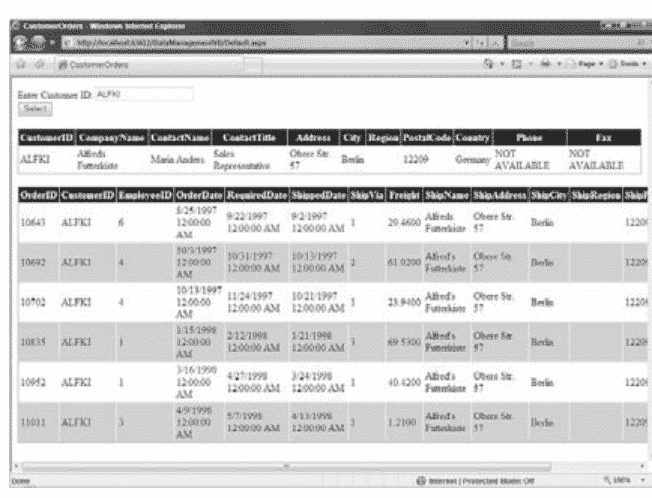 CustomerOrders - Windows Internet Explorer
CustomerOrders
Page Tools
Enter Customer ID: ALFKI
Select
CustomerID CompanyName ContactName ContactTitle Address City Region PostalCode Country Phone Fax
ALFKI Alfreds Futterkiste Maria Anders Sales Representative Obere Str. 57 Berlin 12209 Germany NOT AVAILABLE NOT AVAILABLE
OrderID CustomerID EmployeeID OrderDate RequiredDate ShippedDate ShipVia Freight ShipName ShipAddress ShipCity ShipRegion
10643 ALFKI 6 8/25/1997 12:00:00 AM 9/22/1997 12:00:00 AM 9/2/1997 12:00:00 AM 1 29.4600 Alfreds Futterkiste Obere Str. 57 Berlin 12209
10692 ALFKI 4 10/3/1997 12:00:00 AM 10/31/1997 12:00:00 AM 10/13/1997 12:00:00 AM 2 61.0200 Alfred's Futterkiste Obere Str. 57 Berlin 12209
10702 ALFKI 4 10/13/1997 12:00:00 AM 11/24/1997 12:00:00 AM 10/21/1997 12:00:00 AM 1 23.9400 Alfred's Futterkiste Obere Str. 57 Berlin 12209
10835 ALFKI 1 1/15/1998 12:00:00 AM 2/12/1998 12:00:00 AM 1/21/1998 12:00:00 AM 3 69.5300 Alfred's Futterkiste Obere Str. 57 Berlin 12209
10952 ALFKI 1 3/16/1998 12:00:00 AM 4/27/1998 12:00:00 AM 3/24/1998 12:00:00 AM 1 40.4200 Alfred's Futterkiste Obere Str. 57 Berlin 12209
11011 ALFKI 3 4/9/1998 12:00:00 AM 5/7/1998 12:00:00 AM 4/13/1998 12:00:00 AM 1 1.2100 Alfred's Futterkiste Obere Str. 57 Berlin 12209
Done Internet | Protected Mode: Off 100%